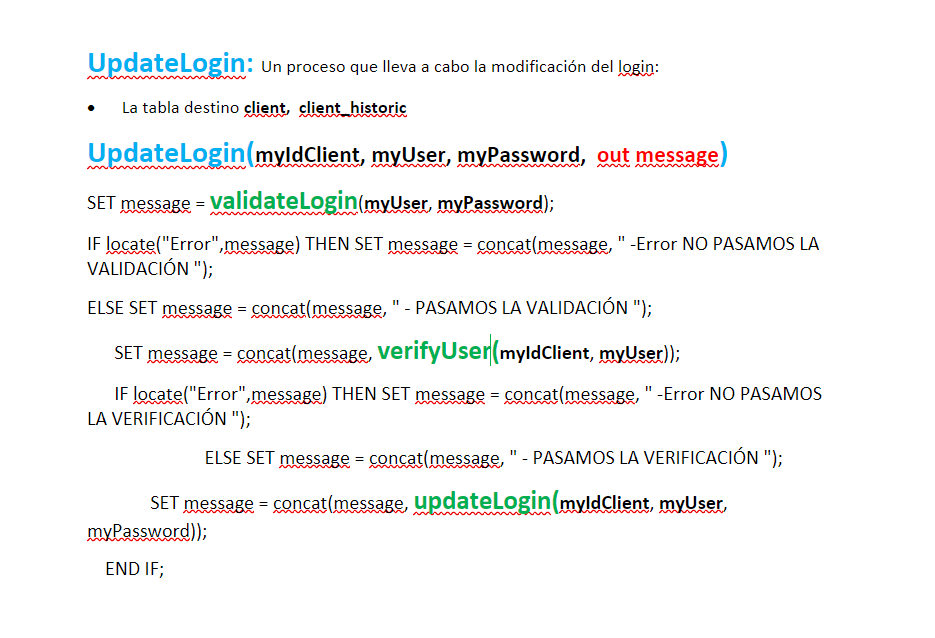 UpdateLogin: Un proceso que lleva a cabo la modificación del login:
• La tabla destino client, client_historic
UpdateLogin(myIdClient, myUser, myPassword, out message)
SET message = validateLogin(myUser, myPassword);
IF locate("Error",message) THEN SET message = concat(message, " -Error NO PASAMOS LA
VALIDACIÓN ");
ELSE SET message = concat(message, " - PASAMOS LA VALIDACIÓN ");
SET message = concat(message, verifyUser(myIdClient, myUser));
IF locate("Error",message) THEN SET message = concat(message, " -Error NO PASAMOS
LA VERIFICACIÓN ");
ELSE SET message = concat(message, " - PASAMOS LA VERIFICACIÓN ");
SET message = concat(message, updateLogin(myIdClient, myUser,
myPassword));
END IF;